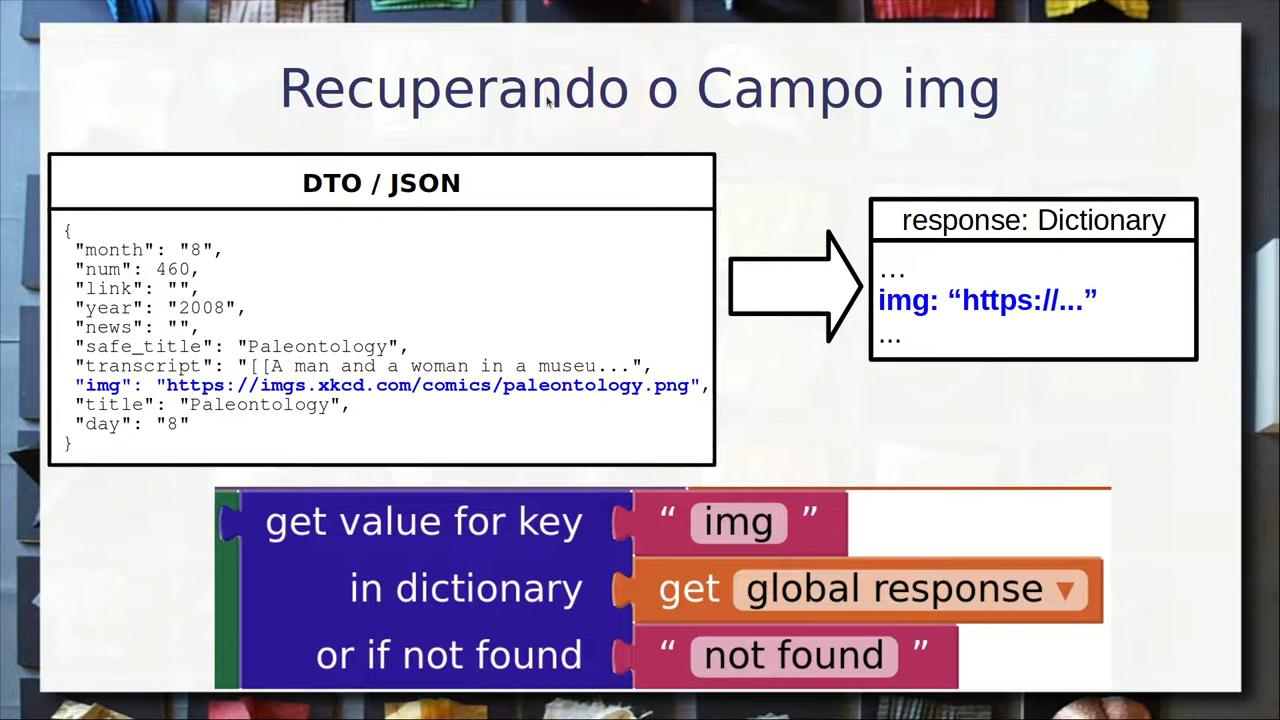 Recuperando o Campo img
DTO / JSON
{
"month": "8",
"num": 460,
"link": "",
"year": "2008",
"news": "",
"safe_title": "Paleontology",
"transcript": "[[A man and a woman in a museu...",
"img": "https://imgs.xkcd.com/comics/paleontology.png",
"title": "Paleontology",
"day": "8"
}
response: Dictionary
...
img: “https://...”
...
get value for key “ img ”
in dictionary get global response ▼
or if not found “ not found ”